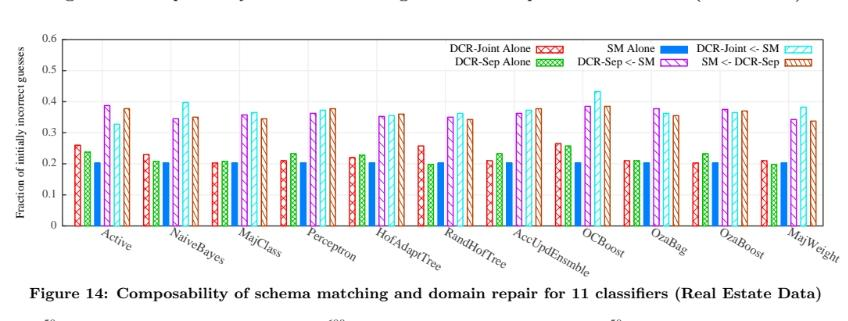 Fraction of initially incorrect guesses
0.6
0.5
0.4
0.3
0.2
0.1
0
DCR-Joint Alone
DCR-Sep Alone
SM Alone
DCR-Sep <- SM
DCR-Joint <- SM
SM <- DCR-Sep
Active
NaiveBayes
MajClass
Perceptron
HofAdaptTree
RandHofTree
AccUpdEnsmble
OCBoost
OzaBag
OzaBoost
MajWeight
Figure 14: Composability of schema matching and domain repair for 11 classifiers (Real Estate Data)